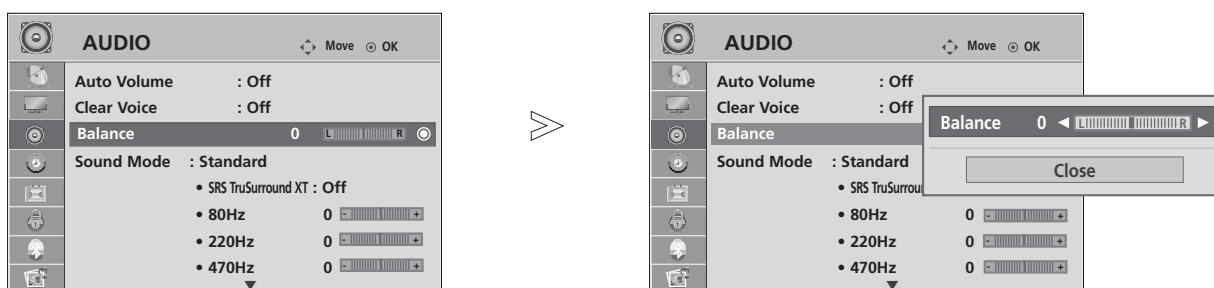 AUDIO
Move OK
Auto Volume : Off
Clear Voice : Off
Balance 0 L R
Sound Mode : Standard
• SRS TruSurround XT : Off
• 80Hz 0 - +
• 220Hz 0 - +
• 470Hz 0 - +
AUDIO
Move OK
Auto Volume : Off
Clear Voice : Off
Balance
Sound Mode : Standard
• SRS TruSurrou
• 80Hz 0 - +
• 220Hz 0 - +
• 470Hz 0 - +
Balance 0 L R
Close